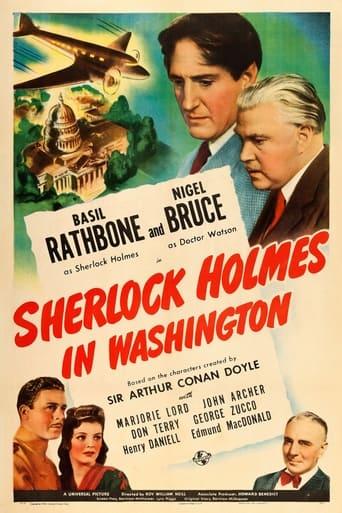 BASIL
RATHBONE
as Sherlock Holmes
and
NIGEL
BRUCE
as Doctor Watson
in
SHERLOCK HOLMES
IN WASHINGTON
Based on the characters created by
SIR ARTHUR CONAN DOYLE
with
MARJORIE LORD JOHN ARCHER
DON TERRY GEORGE ZUCCO
Henry DANIELL Edmund MacDONALD
A UNIVERSAL PICTURE
Directed by ROY WILLIAM NEILL
Associate Producer, HOWARD BENEDICT